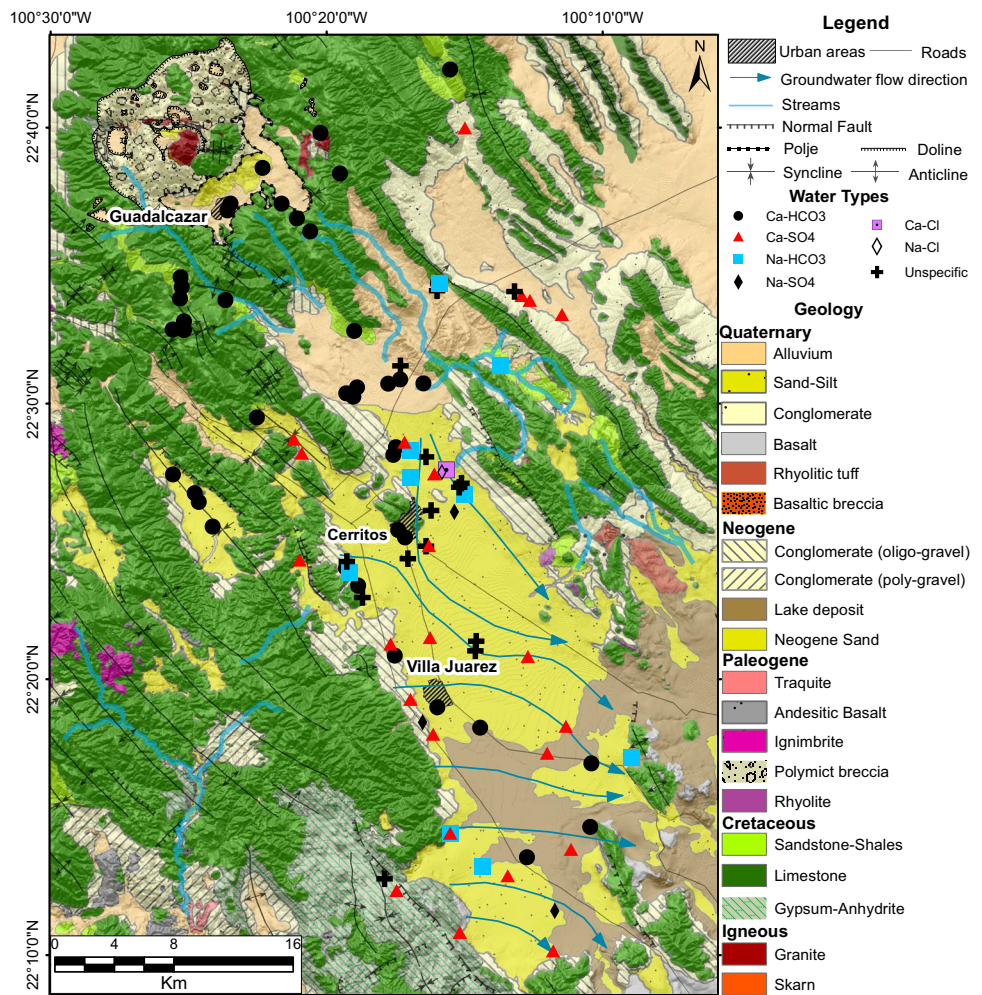 100°30'0"W
100°20'0"W
100°10'0"W
22°40'0"N
22°30'0"N
22°20'0"N
22°10'0"N
N
Guadalcazar
Cerritos
Villa Juarez
0 4 8 16
Km
Legend
Urban areas Roads
Groundwater flow direction
Streams
Normal Fault
Polje Doline
Syncline Anticline
Water Types
Ca-HCO3 Ca-Cl
Ca-SO4 Na-Cl
Na-HCO3 Unspecific
Na-SO4
Geology
Quaternary
Alluvium
Sand-Silt
Conglomerate
Basalt
Rhyolitic tuff
Basaltic breccia
Neogene
Conglomerate (oligo-gravel)
Conglomerate (poly-gravel)
Lake deposit
Neogene Sand
Paleogene
Traquite
Andesitic Basalt
Ignimbrite
Polymict breccia
Rhyolite
Cretaceous
Sandstone-Shales
Limestone
Gypsum-Anhydrite
Igneous
Granite
Skarn